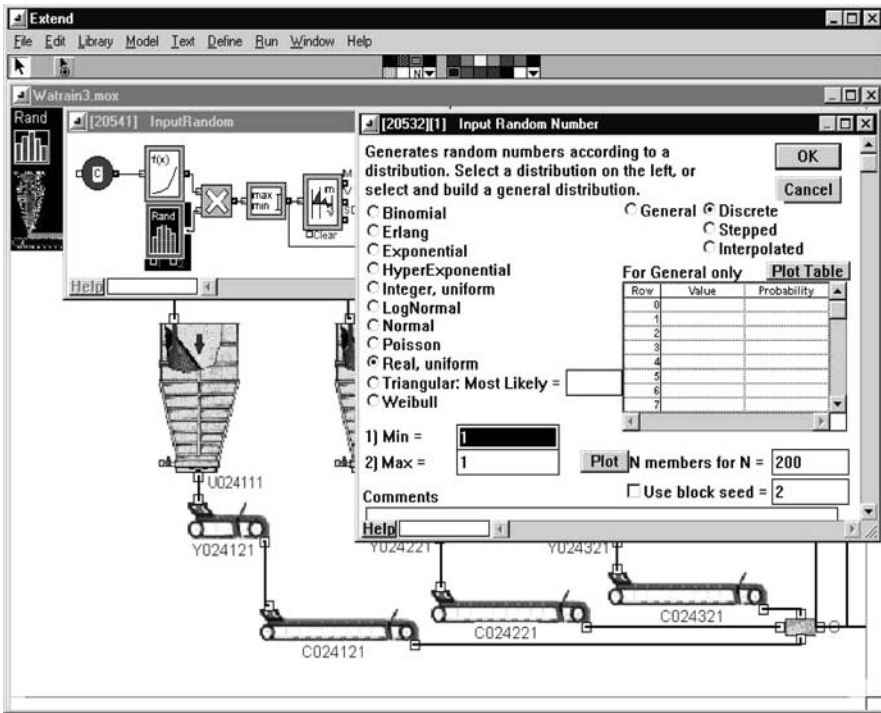 Extend
File Edit Library Model Text Define Run Window Help
N
Watrain3.mox
Rand
[20541] InputRandom
C
f(x)
Rand
max
min
m
M
V
SD
Clear
Help
[20532][1] Input Random Number
Generates random numbers according to a
distribution. Select a distribution on the left, or
select and build a general distribution.
OK
Cancel
Binomial
Erlang
Exponential
HyperExponential
Integer, uniform
LogNormal
Normal
Poisson
Real, uniform
Triangular: Most Likely =
Weibull
General Discrete
Stepped
Interpolated
For General only Plot Table
Row Value Probability
0
1
2
3
4
5
6
7
1) Min = 1
2) Max = 1
Plot N members for N = 200
Use block seed = 2
Comments
Help
U024111
Y024121
Y024221
Y024321
C024121
C024221
C024321